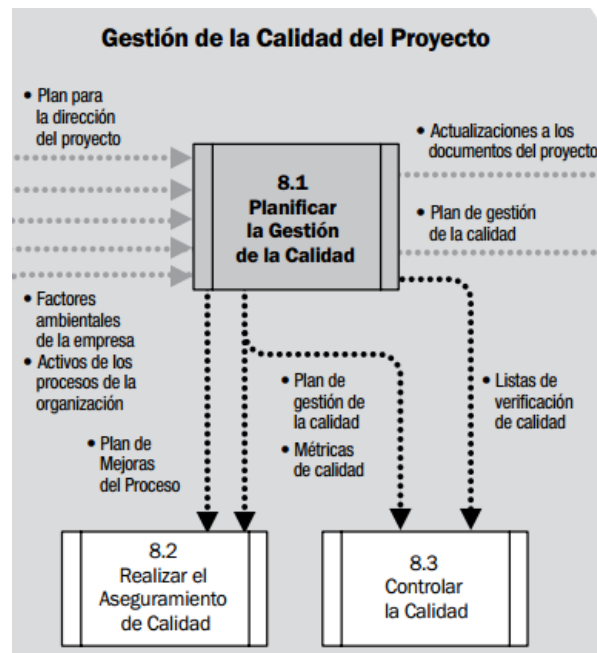 Gestión de la Calidad del Proyecto
• Plan para
la dirección
del proyecto
8.1
Planificar
la Gestión
de la Calidad
• Actualizaciones a los
documentos del proyecto
• Plan de gestión
de la calidad
• Factores
ambientales
de la empresa
• Activos de los
procesos de la
organización
• Plan de
Mejoras
del Proceso
• Plan de
gestión de
la calidad
• Métricas
de calidad
• Listas de
verificación
de calidad
8.2
Realizar el
Aseguramiento
de Calidad
8.3
Controlar
la Calidad